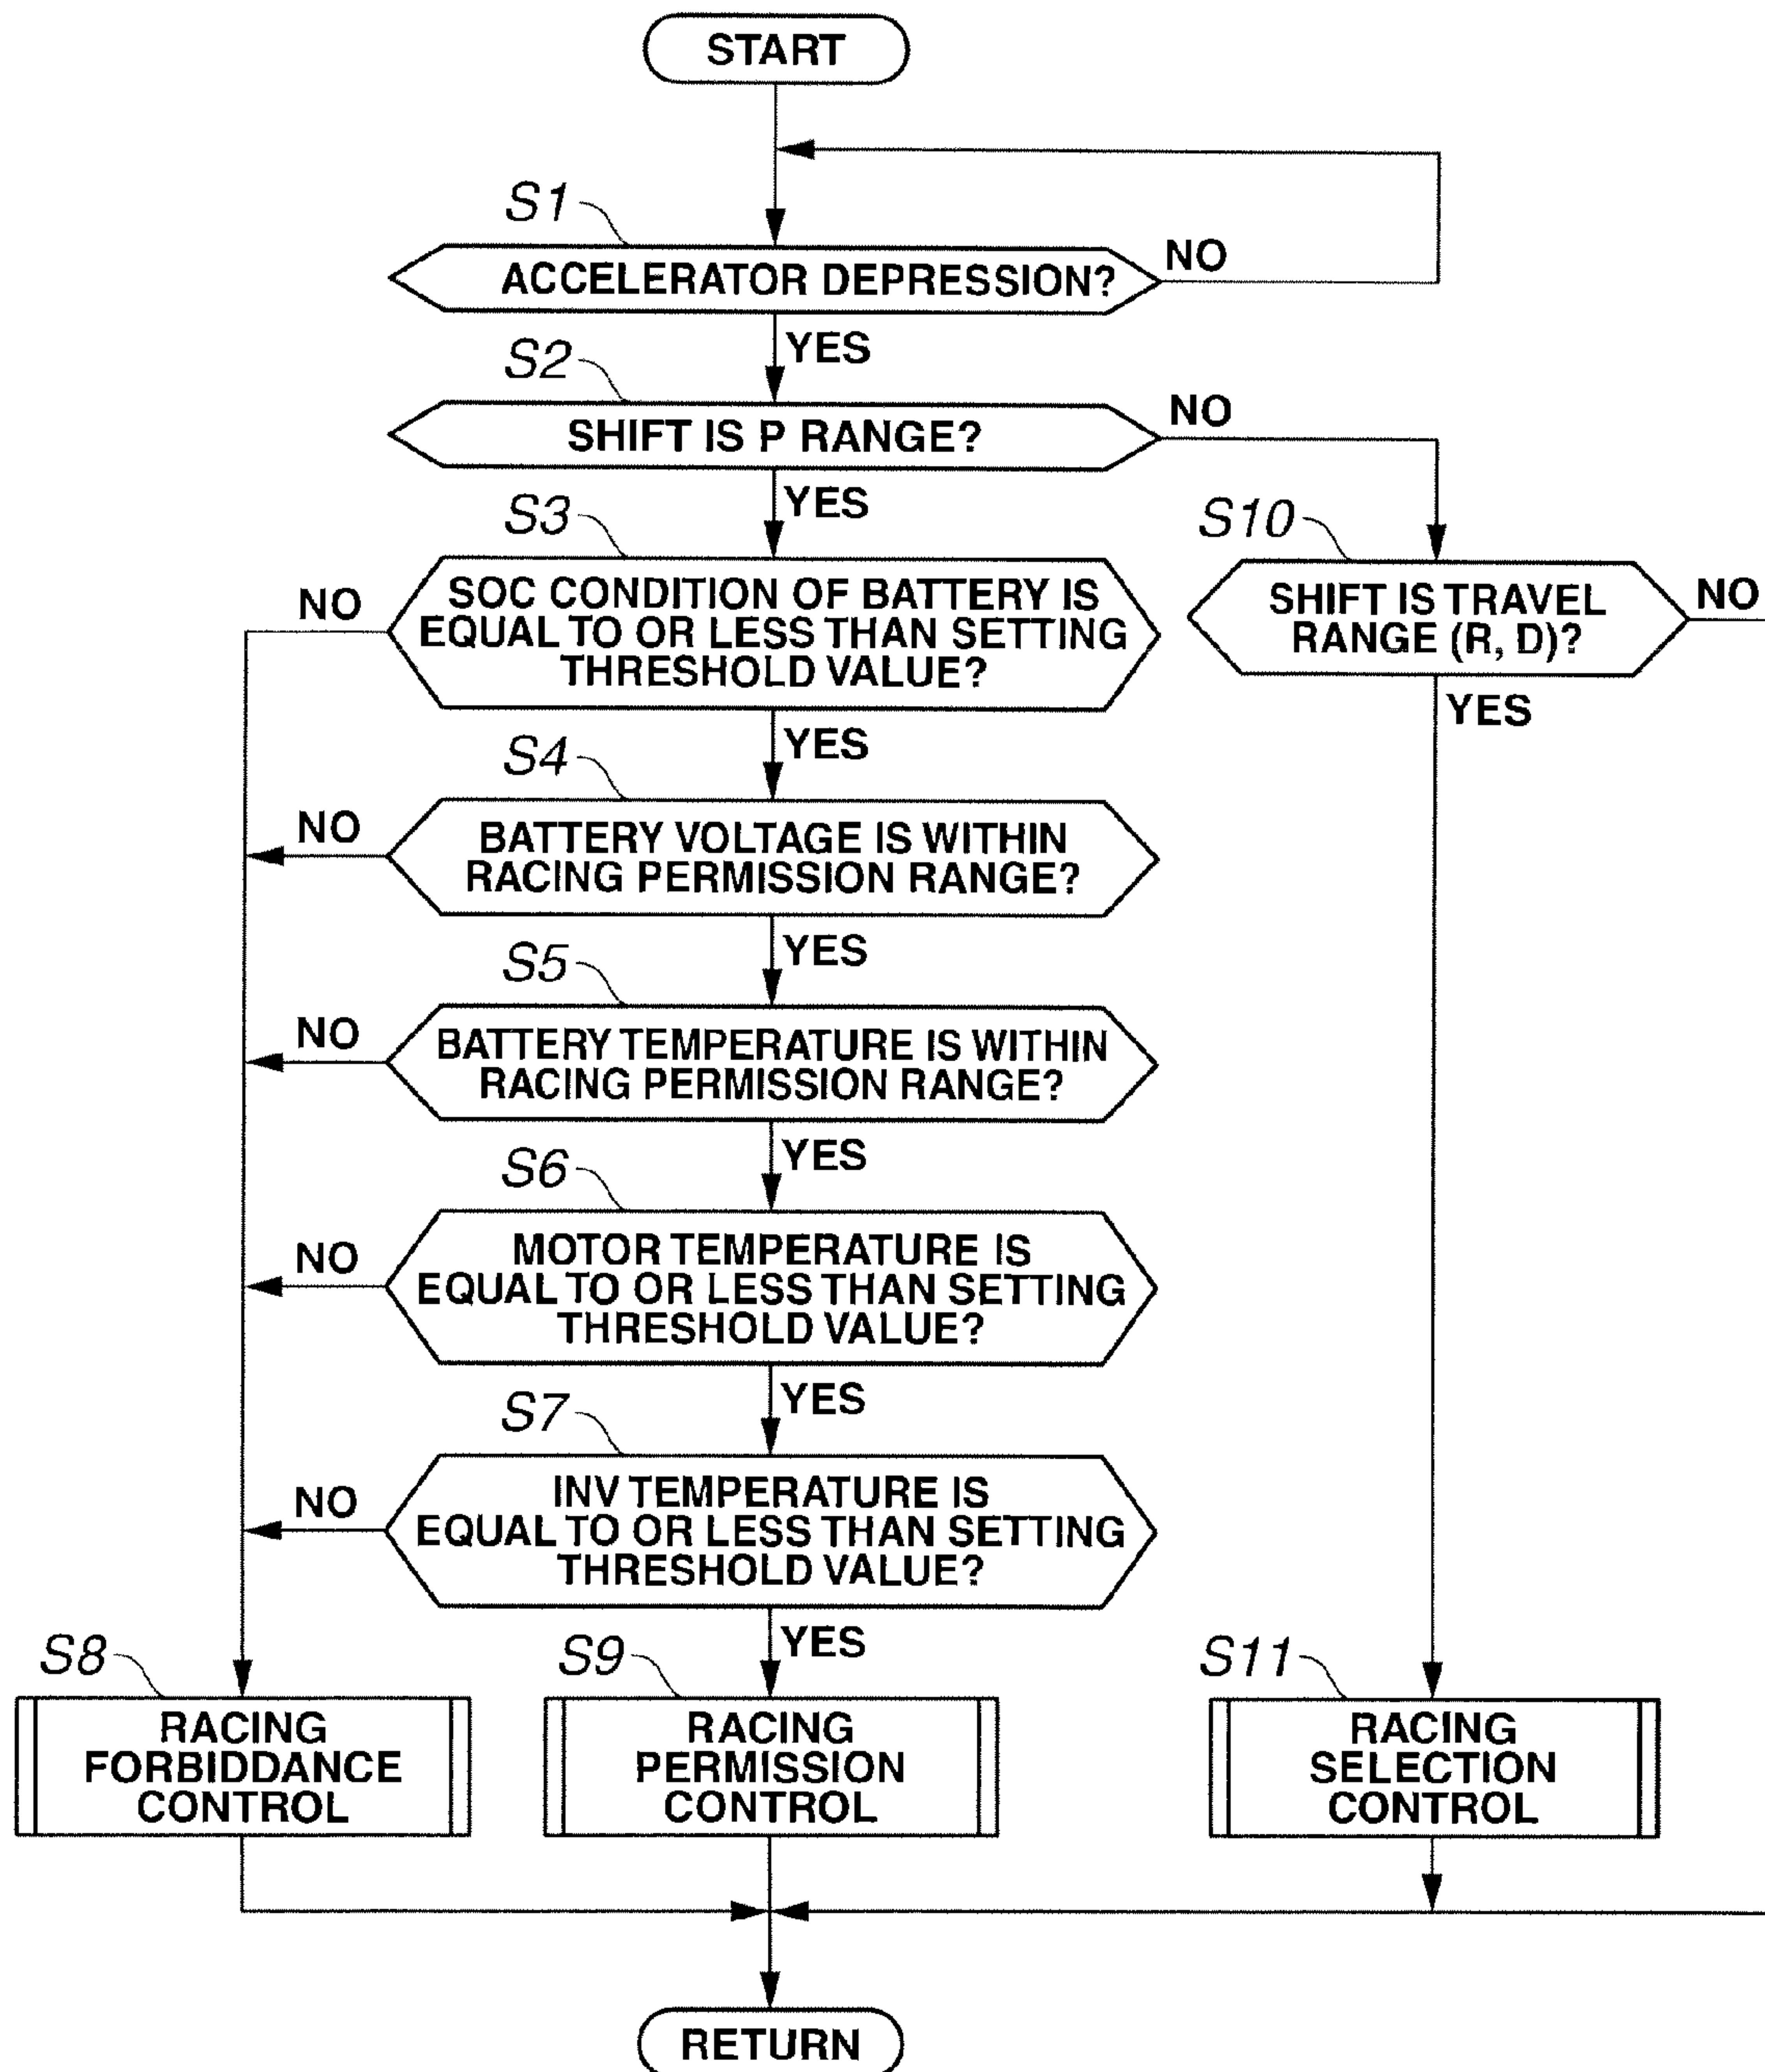 START
S1
ACCELERATOR DEPRESSION?
NO
YES
S2
SHIFT IS P RANGE?
NO
YES
S3
SOC CONDITION OF BATTERY IS
EQUAL TO OR LESS THAN SETTING
THRESHOLD VALUE?
NO
YES
S10
SHIFT IS TRAVEL
RANGE (R, D)?
NO
YES
S4
BATTERY VOLTAGE IS WITHIN
RACING PERMISSION RANGE?
NO
YES
S5
BATTERY TEMPERATURE IS WITHIN
RACING PERMISSION RANGE?
NO
YES
S6
MOTOR TEMPERATURE IS
EQUAL TO OR LESS THAN SETTING
THRESHOLD VALUE?
NO
YES
S7
INV TEMPERATURE IS
EQUAL TO OR LESS THAN SETTING
THRESHOLD VALUE?
NO
YES
S8
RACING
FORBIDDANCE
CONTROL
S9
RACING
PERMISSION
CONTROL
S11
RACING
SELECTION
CONTROL
RETURN